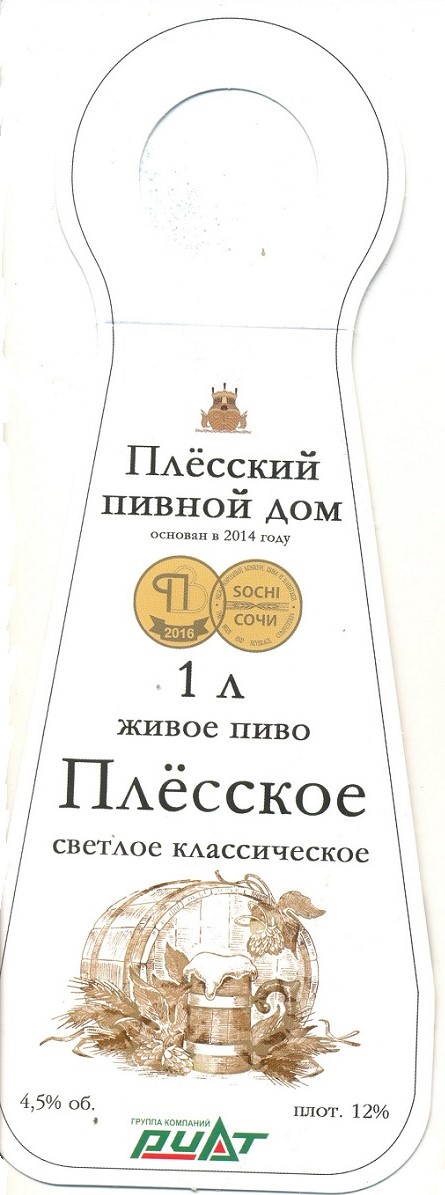 Плёсский
пивной дом
основан в 2014 году
ПВ
2016
SOCHI
СОЧИ
1 л
живое пиво
Плёсское
светлое классическое
4,5% об.
плот. 12%
ГРУППА КОМПАНИЙ
РИАТ